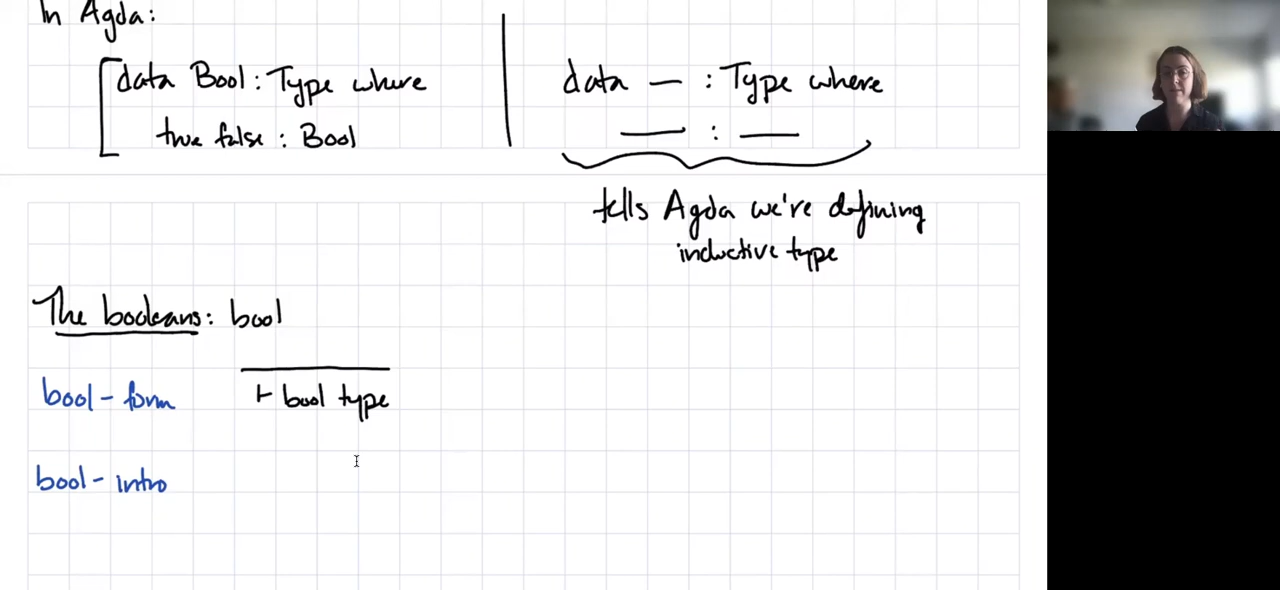 In Agda:
data Bool : Type where
true false : Bool
data — : Type where
— : —
tells Agda we're defining
inductive type
The booleans: bool
bool - form
⊢ bool type
bool - intro